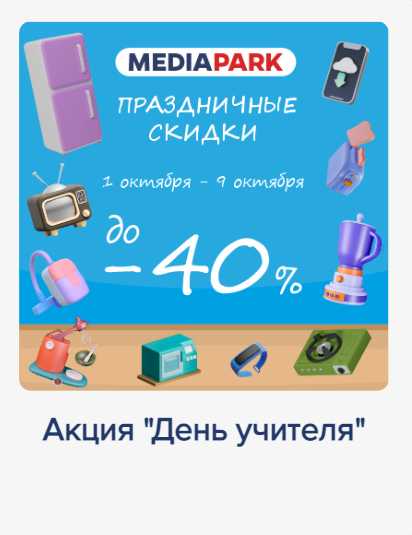 MEDIAPARK
ПРАЗДНИЧНЫЕ
СКИДКИ
1 октября - 9 октября
до
-40%
Акция "День учителя"